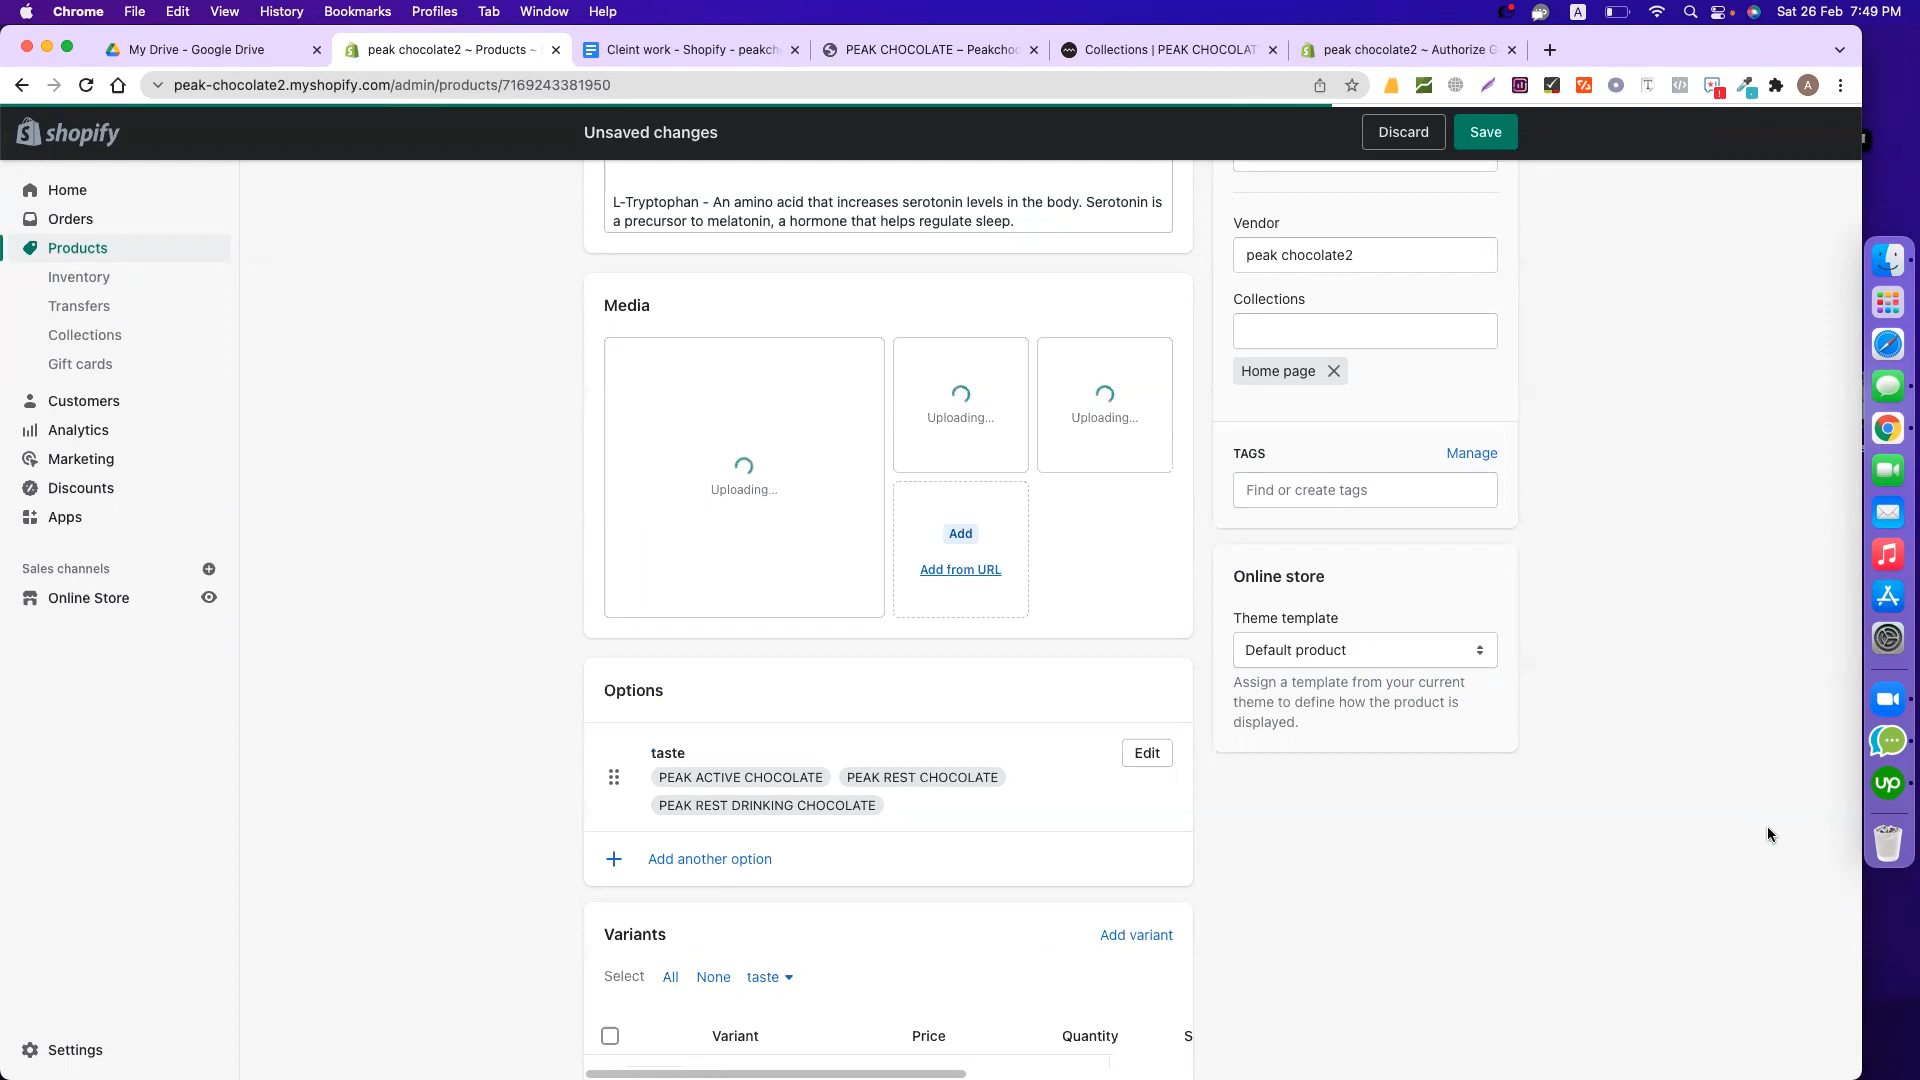 Chrome File Edit View History Bookmarks Profiles Tab Window Help
A
Sat 26 Feb 7:49 PM
My Drive - Google Drive
peak chocolate2 ~ Products ~
Cleint work - Shopify - peakch
PEAK CHOCOLATE – Peakcho
Collections | PEAK CHOCOLAT
peak chocolate2 ~ Authorize G
peak-chocolate2.myshopify.com/admin/products/7169243381950
A
shopify
Unsaved changes
Discard
Save
Home
Orders
Products
Inventory
Transfers
Collections
Gift cards
Customers
Analytics
Marketing
Discounts
Apps
Sales channels
Online Store
Settings
L-Tryptophan - An amino acid that increases serotonin levels in the body. Serotonin is
a precursor to melatonin, a hormone that helps regulate sleep.
Media
Uploading...
Uploading...
Uploading...
Add
Add from URL
Options
taste
Edit
PEAK ACTIVE CHOCOLATE
PEAK REST CHOCOLATE
PEAK REST DRINKING CHOCOLATE
Add another option
Variants
Add variant
Select All None taste
Variant Price Quantity S
Vendor
peak chocolate2
Collections
Home page
TAGS
Manage
Find or create tags
Online store
Theme template
Default product
Assign a template from your current
theme to define how the product is
displayed.
up